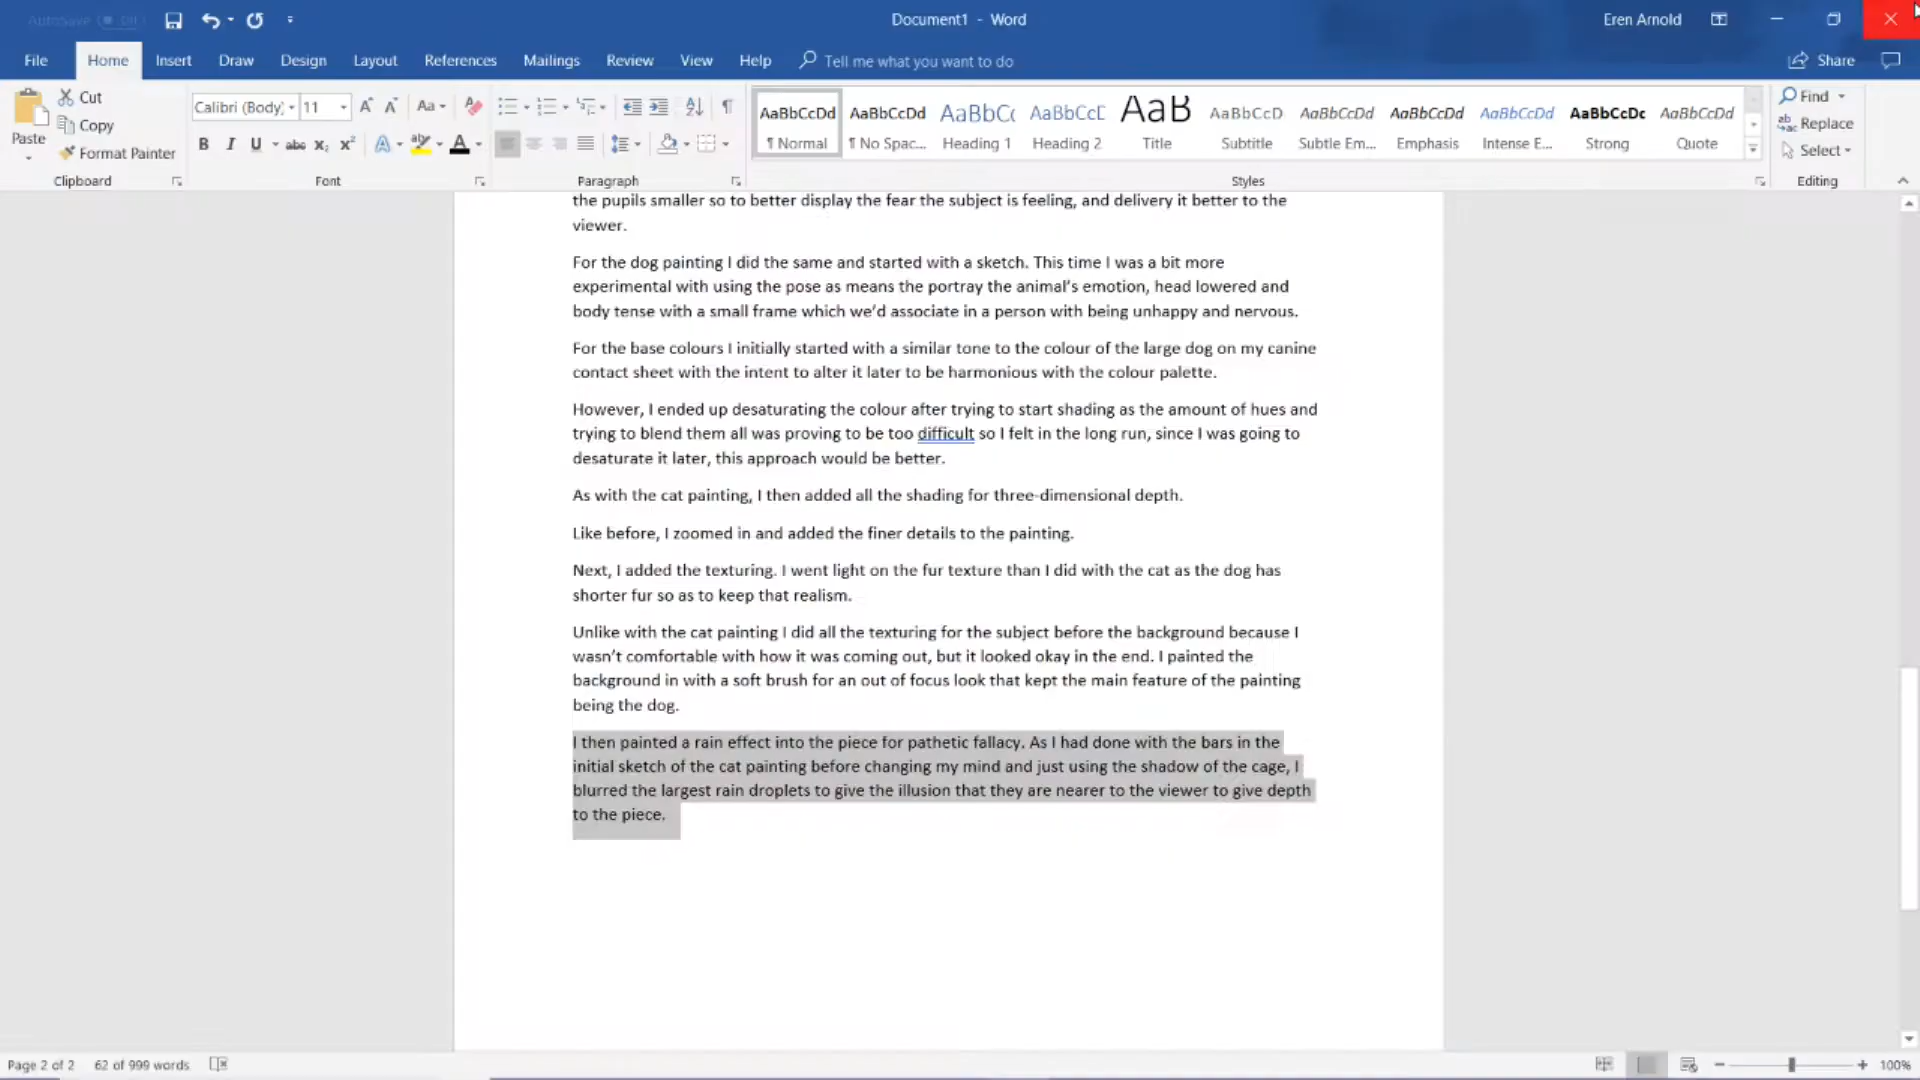 AutoSave Off Document1 - Word Eren Arnold
File Home Insert Draw Design Layout References Mailings Review View Help Tell me what you want to do Share
Paste Cut Copy Format Painter
Calibri (Body) 11 Aa
B I U abc x₂ x² A A
AaBbCcDd AaBbCcDd AaBbCc AaBbCcD AaB AaBbCcD AaBbCcDd AaBbCcDd AaBbCcDd AaBbCcDc AaBbCcDd
¶ Normal ¶ No Spac... Heading 1 Heading 2 Title Subtitle Subtle Em... Emphasis Intense E... Strong Quote
Find Replace Select
Clipboard Font Paragraph Styles Editing
the pupils smaller so to better display the fear the subject is feeling, and delivery it better to the
viewer.
For the dog painting I did the same and started with a sketch. This time I was a bit more
experimental with using the pose as means the portray the animal’s emotion, head lowered and
body tense with a small frame which we’d associate in a person with being unhappy and nervous.
For the base colours I initially started with a similar tone to the colour of the large dog on my canine
contact sheet with the intent to alter it later to be harmonious with the colour palette.
However, I ended up desaturating the colour after trying to start shading as the amount of hues and
trying to blend them all was proving to be too difficult so I felt in the long run, since I was going to
desaturate it later, this approach would be better.
As with the cat painting, I then added all the shading for three-dimensional depth.
Like before, I zoomed in and added the finer details to the painting.
Next, I added the texturing. I went light on the fur texture than I did with the cat as the dog has
shorter fur so as to keep that realism.
Unlike with the cat painting I did all the texturing for the subject before the background because I
wasn’t comfortable with how it was coming out, but it looked okay in the end. I painted the
background in with a soft brush for an out of focus look that kept the main feature of the painting
being the dog.
I then painted a rain effect into the piece for pathetic fallacy. As I had done with the bars in the
initial sketch of the cat painting before changing my mind and just using the shadow of the cage, I
blurred the largest rain droplets to give the illusion that they are nearer to the viewer to give depth
to the piece.
Page 2 of 2 62 of 999 words 100%